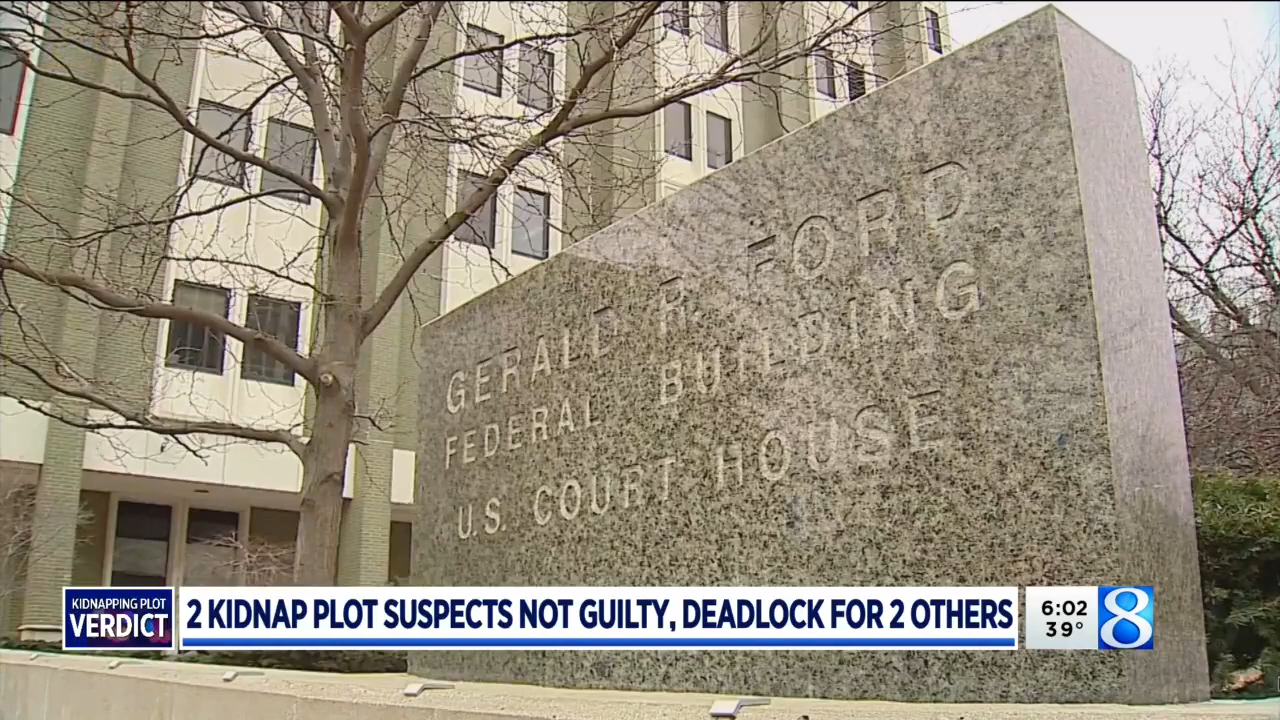 GERALD R. FORD
FEDERAL BUILDING
U.S. COURT HOUSE
KIDNAPPING PLOT
VERDICT
2 KIDNAP PLOT SUSPECTS NOT GUILTY, DEADLOCK FOR 2 OTHERS
6:02
39°
8